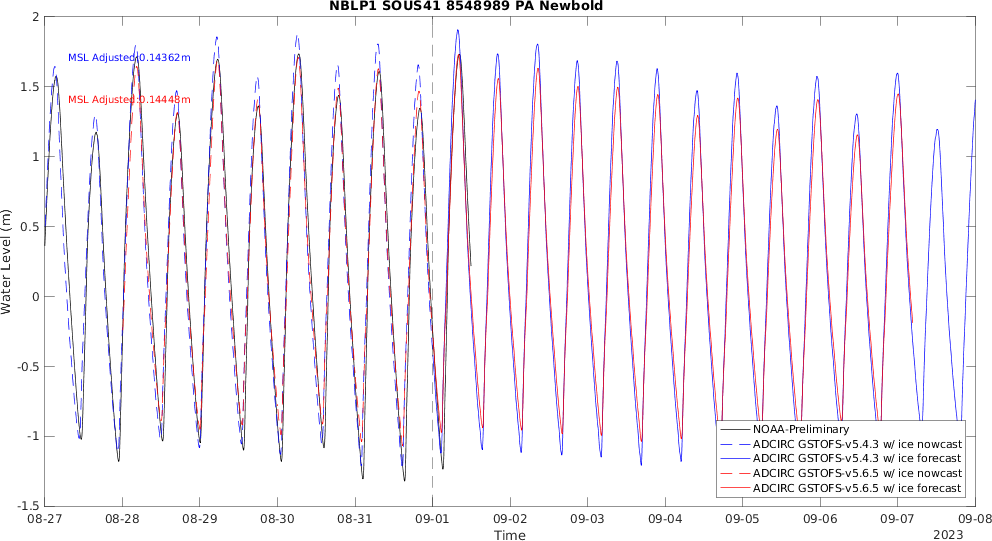 NBLP1 SOUS41 8548989 PA Newbold
2
1.5
1
0.5
0
-0.5
-1
-1.5
Water Level (m)
MSL Adjusted:0.14362m
MSL Adjusted:0.14443m
NOAA-Preliminary
ADCIRC GSTOFS-v5.4.3 w/ ice nowcast
ADCIRC GSTOFS-v5.4.3 w/ ice forecast
ADCIRC GSTOFS-v5.6.5 w/ ice nowcast
ADCIRC GSTOFS-v5.6.5 w/ ice forecast
08-27 08-28 08-29 08-30 08-31 09-01 09-02 09-03 09-04 09-05 09-06 09-07 09-08
Time
2023